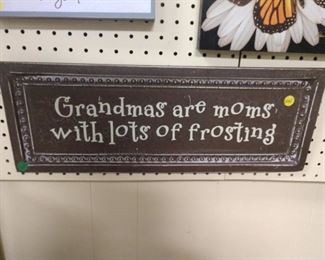 Grandmas are moms
with lots of frosting